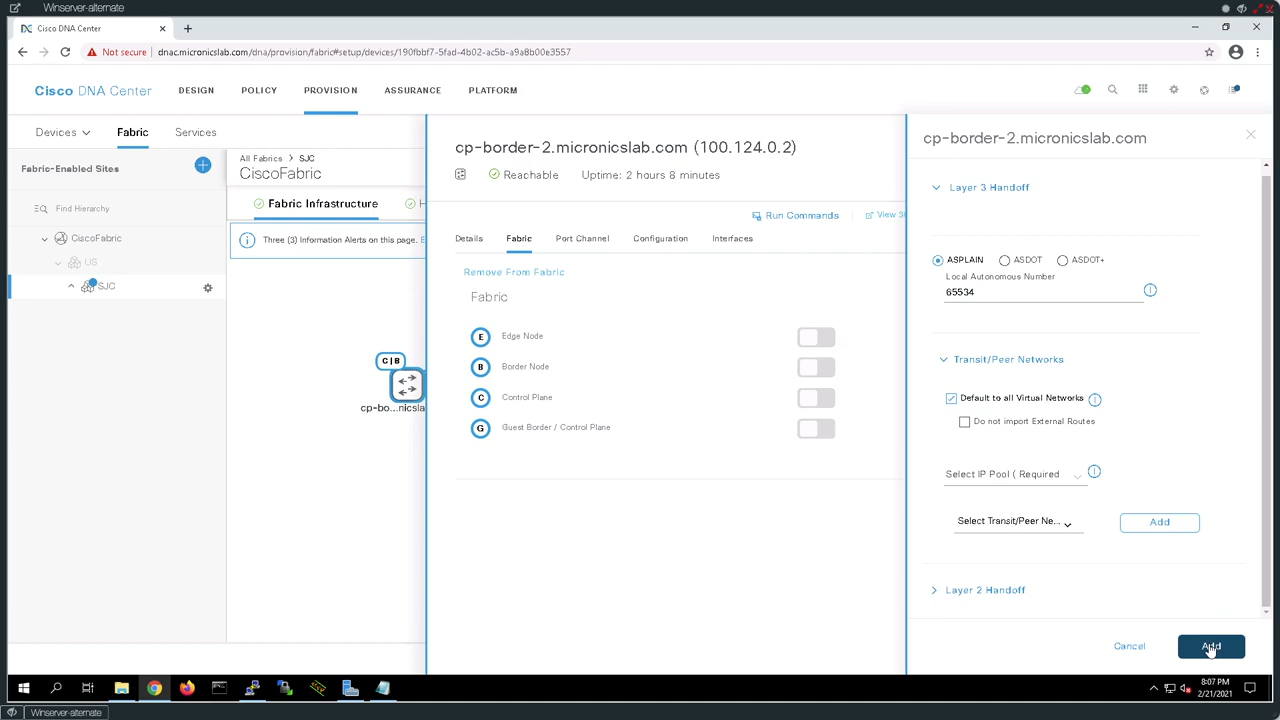 Winserver-alternate
Cisco DNA Center
Not secure
dnac.micronicslab.com/dna/provision/fabric#setup/devices/190fbbf7-5fad-4b02-ac5b-a9a8b00e3557
Cisco DNA Center
DESIGN
POLICY
PROVISION
ASSURANCE
PLATFORM
Devices
Fabric
Services
Fabric-Enabled Sites
Find Hierarchy
CiscoFabric
US
SJC
All Fabrics > SJC
CiscoFabric
Fabric Infrastructure
H
Three (3) Information Alerts on this page. E
C | B
cp-bo...nicsla
cp-border-2.micronicslab.com (100.124.0.2)
Reachable
Uptime: 2 hours 8 minutes
Run Commands
View S
Details
Fabric
Port Channel
Configuration
Interfaces
Remove From Fabric
Fabric
E Edge Node
B Border Node
C Control Plane
G Guest Border / Control Plane
cp-border-2.micronicslab.com
Layer 3 Handoff
ASPLAIN
ASDOT
ASDOT+
Local Autonomous Number
65534
Transit/Peer Networks
Default to all Virtual Networks
Do not import External Routes
Select IP Pool ( Required
Select Transit/Peer Ne...
Add
Layer 2 Handoff
Cancel
Add
8:07 PM
2/21/2021
Winserver-alternate